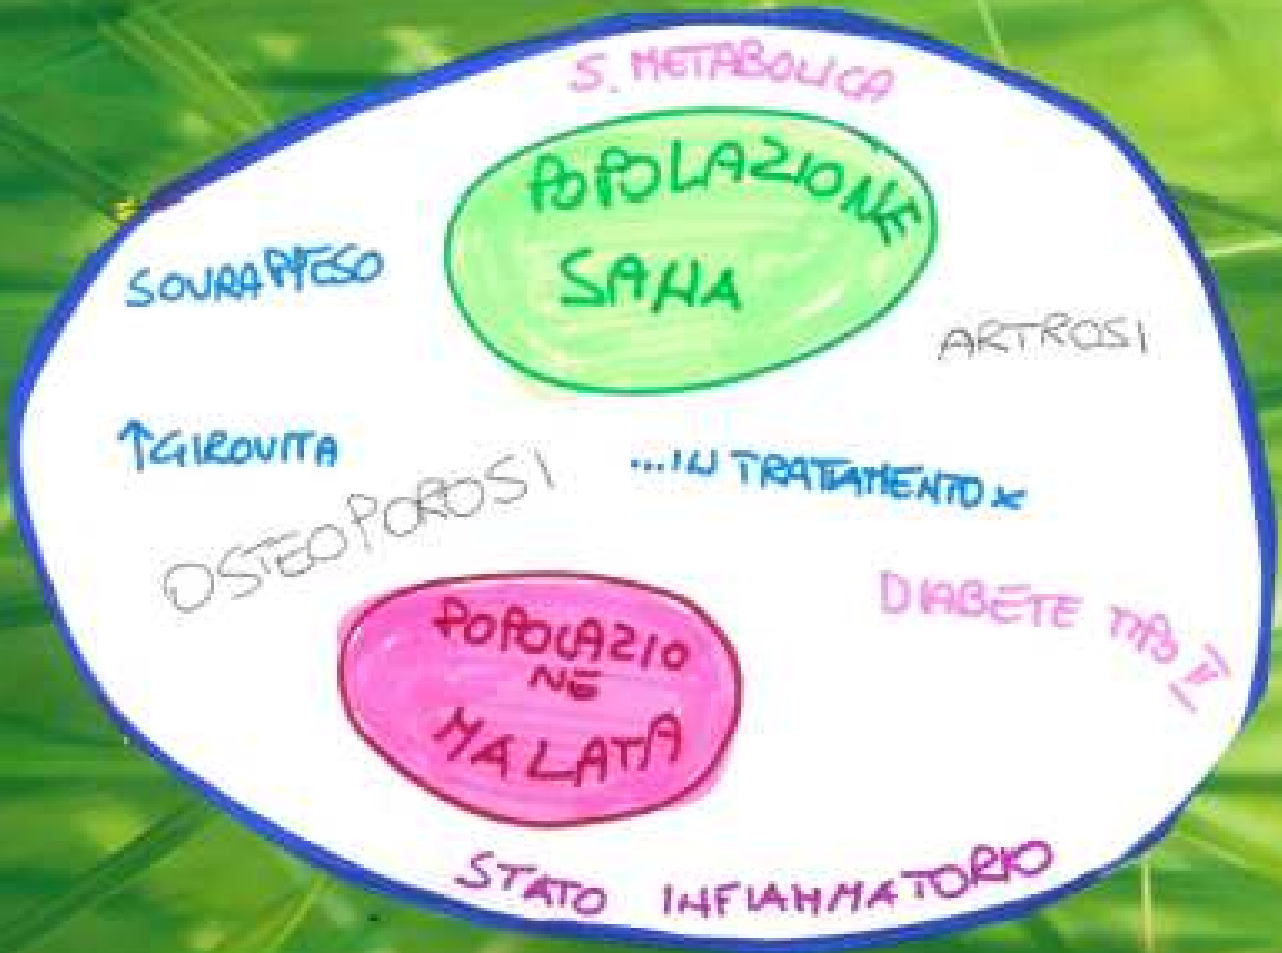 S. METABOLICA
POPOLAZIONE
SANA
SOVRAPPESO
ARTROSI
↑GIROVITA
...IN TRATTAMENTO x
OSTEOPOROSI
DIABETE TIPO II
POPOLAZIO
NE
MALATA
STATO INFIAMMATORIO